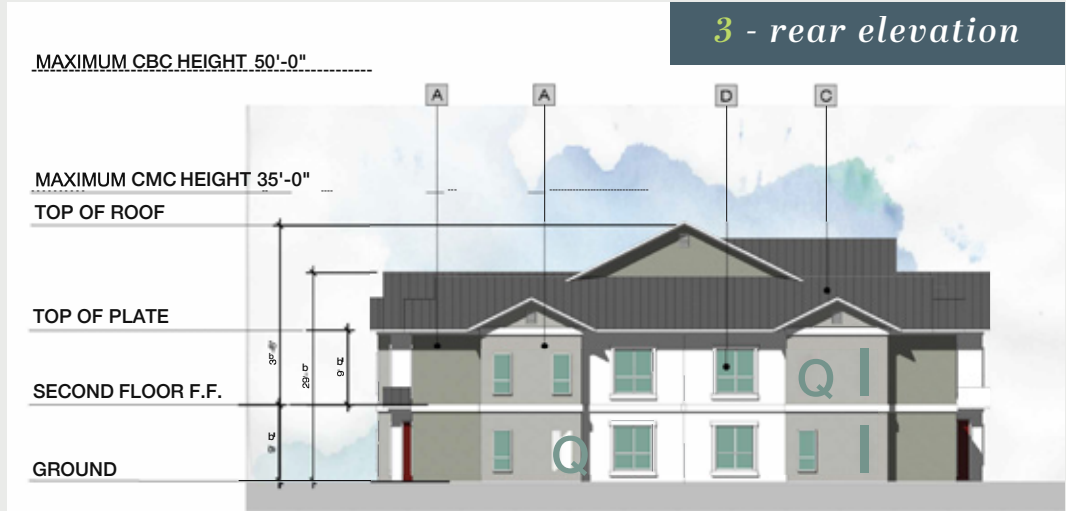 3 - rear elevation
MAXIMUM CBC HEIGHT 50'-0"
A A D C
MAXIMUM CMC HEIGHT 35'-0"
TOP OF ROOF
TOP OF PLATE
SECOND FLOOR F.F.
Q I
Q I
GROUND